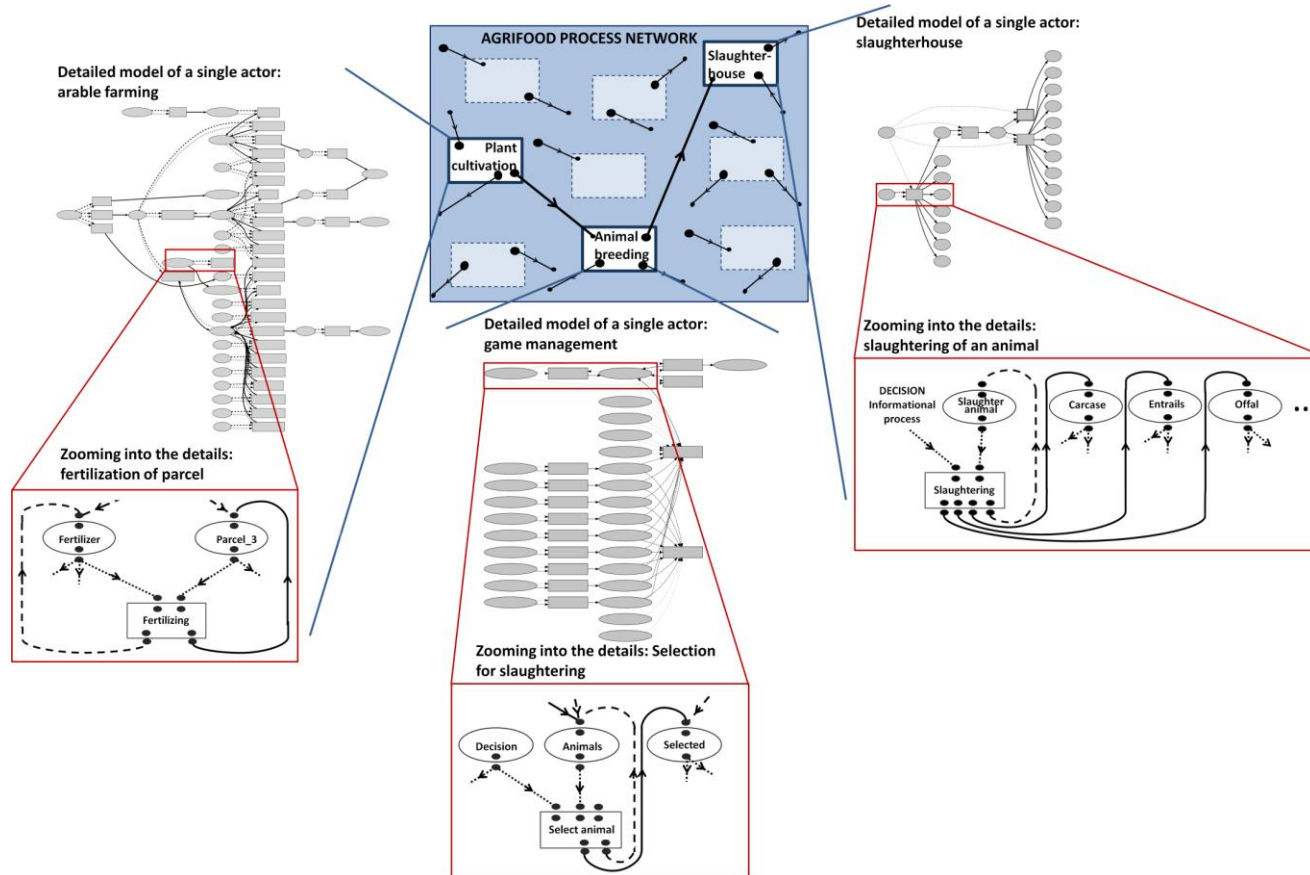 Detailed model of a single actor:
arable farming
AGRIFOOD PROCESS NETWORK
Slaughter-
house
Plant
cultivation
Animal
breeding
Detailed model of a single actor:
slaughterhouse
Detailed model of a single actor:
game management
Zooming into the details:
fertilization of parcel
Fertilizer
Parcel_3
Fertilizing
Zooming into the details: Selection
for slaughtering
Decision
Animals
Selected
Select animal
Zooming into the details:
slaughtering of an animal
DECISION
Informational
process
Slaughter
animal
Carcase
Entrails
Offal
...
Slaughtering